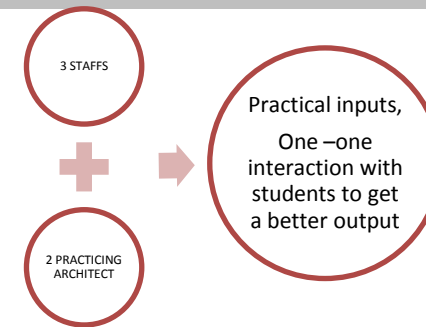 3 STAFFS
2 PRACTICING
ARCHITECT
Practical inputs,
One –one
interaction with
students to get
a better output